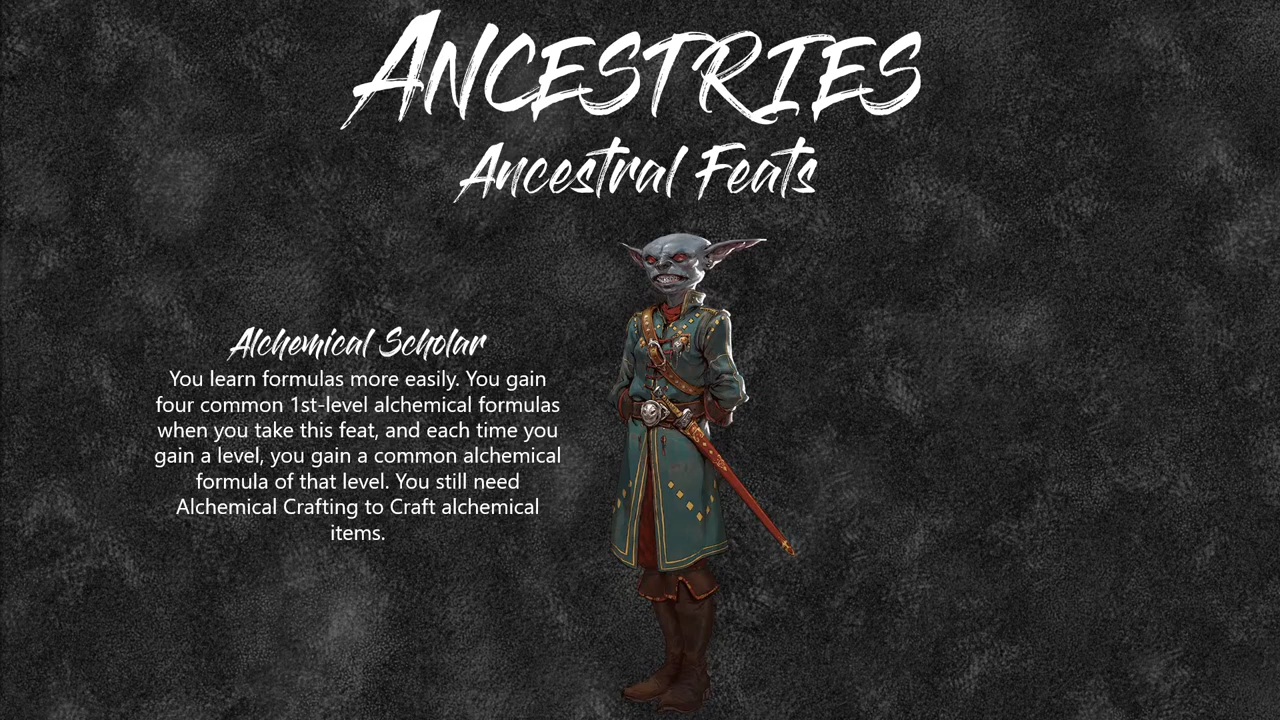 ANCESTRIES
Ancestral Feats
Alchemical Scholar
You learn formulas more easily. You gain
four common 1st-level alchemical formulas
when you take this feat, and each time you
gain a level, you gain a common alchemical
formula of that level. You still need
Alchemical Crafting to Craft alchemical
items.